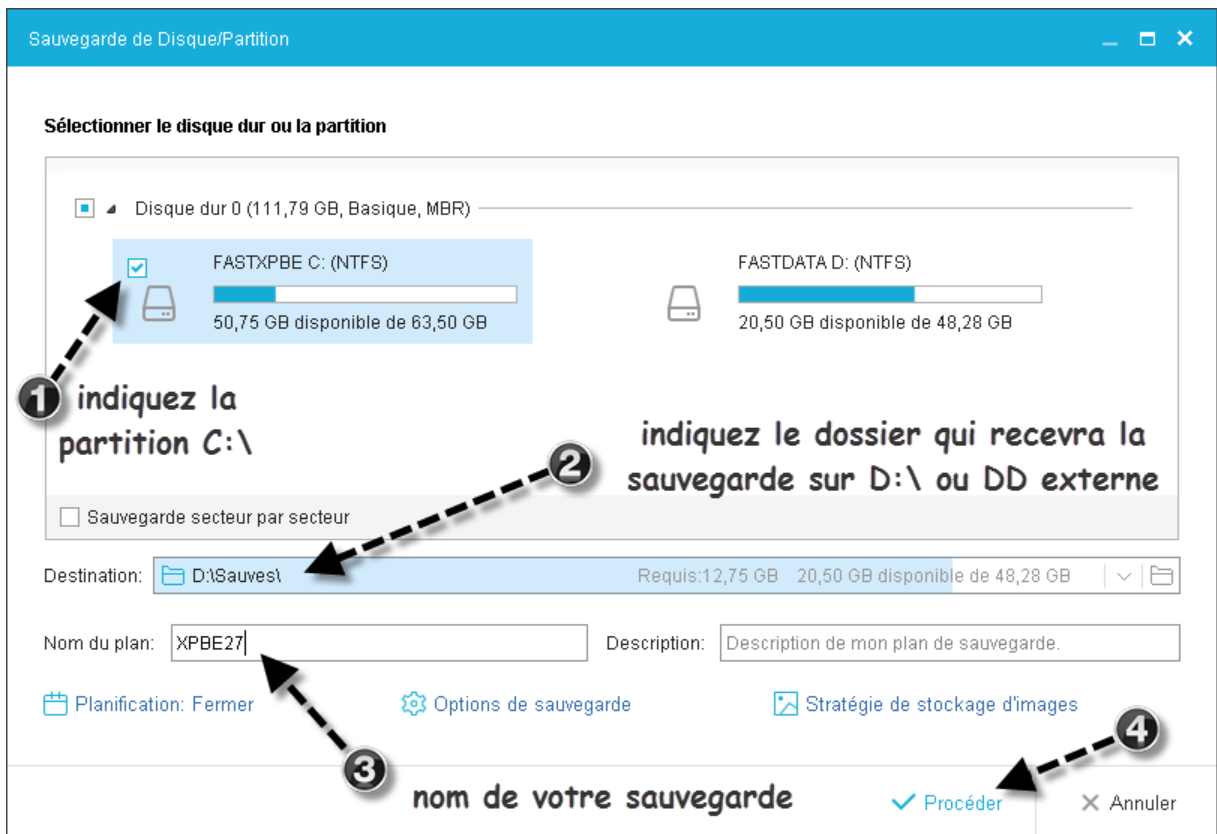 Sauvegarde de Disque/Partition
Sélectionner le disque dur ou la partition
Disque dur 0 (111,79 GB, Basique, MBR)
FASTXPBE C: (NTFS)
50,75 GB disponible de 63,50 GB
FASTDATA D: (NTFS)
20,50 GB disponible de 48,28 GB
1 indiquez la
partition C:\
2 indiquez le dossier qui recevra la
sauvegarde sur D:\ ou DD externe
Sauvegarde secteur par secteur
Destination: D:\Sauves\ Requis:12,75 GB 20,50 GB disponible de 48,28 GB
Nom du plan: XPBE27 Description: Description de mon plan de sauvegarde.
Planification: Fermer Options de sauvegarde Stratégie de stockage d'images
3 nom de votre sauvegarde
4
Procéder Annuler